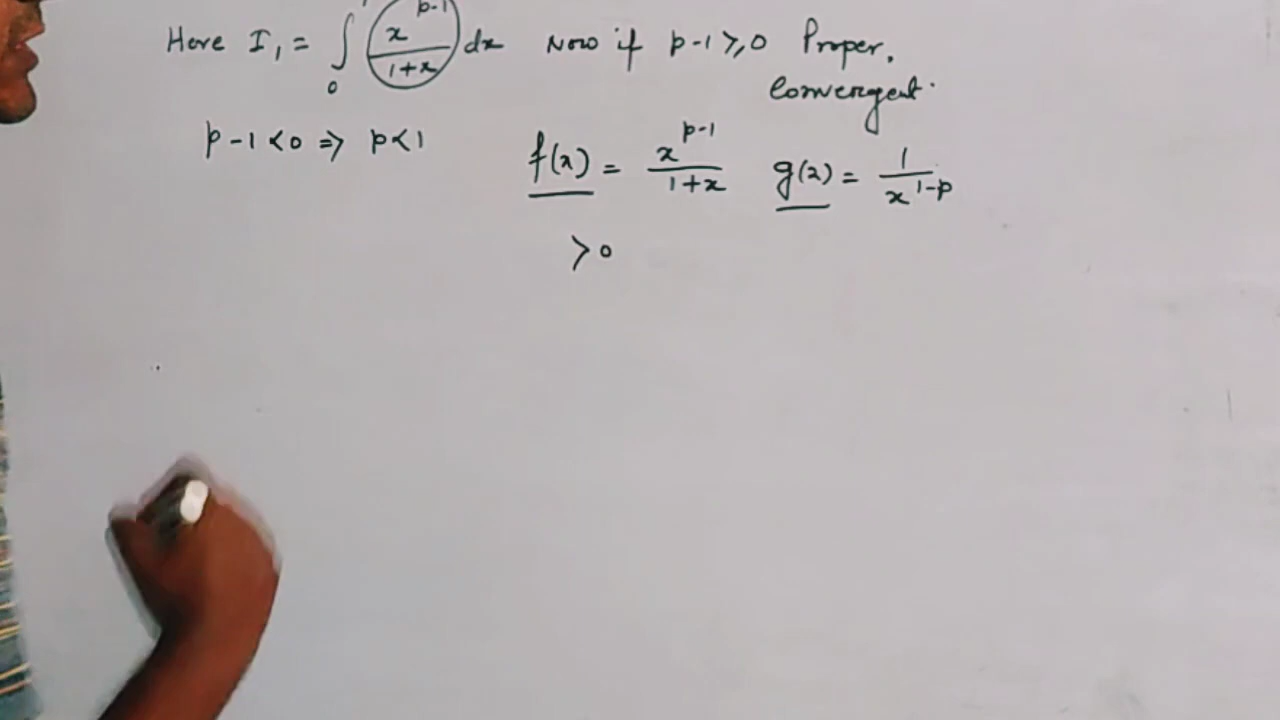 Here I₁ = ∫₀¹ (x^{p-1}/(1+x)) dx Now if p-1 ≥ 0 Proper.
Convergent.
p-1 < 0 ⇒ p < 1 f(x) = x^{p-1}/(1+x) g(x) = 1/x^{1-p}
> 0